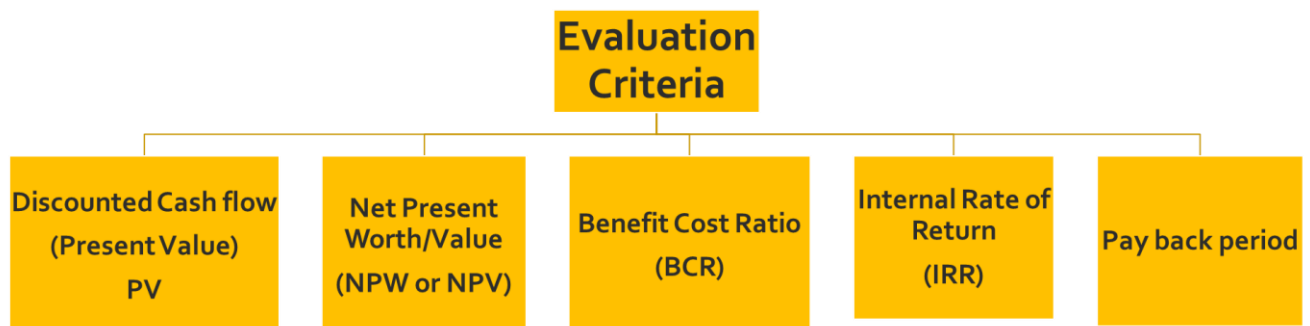 Evaluation
Criteria
Discounted Cash flow
(Present Value)
PV
Net Present
Worth/Value
(NPW or NPV)
Benefit Cost Ratio
(BCR)
Internal Rate of
Return
(IRR)
Pay back period